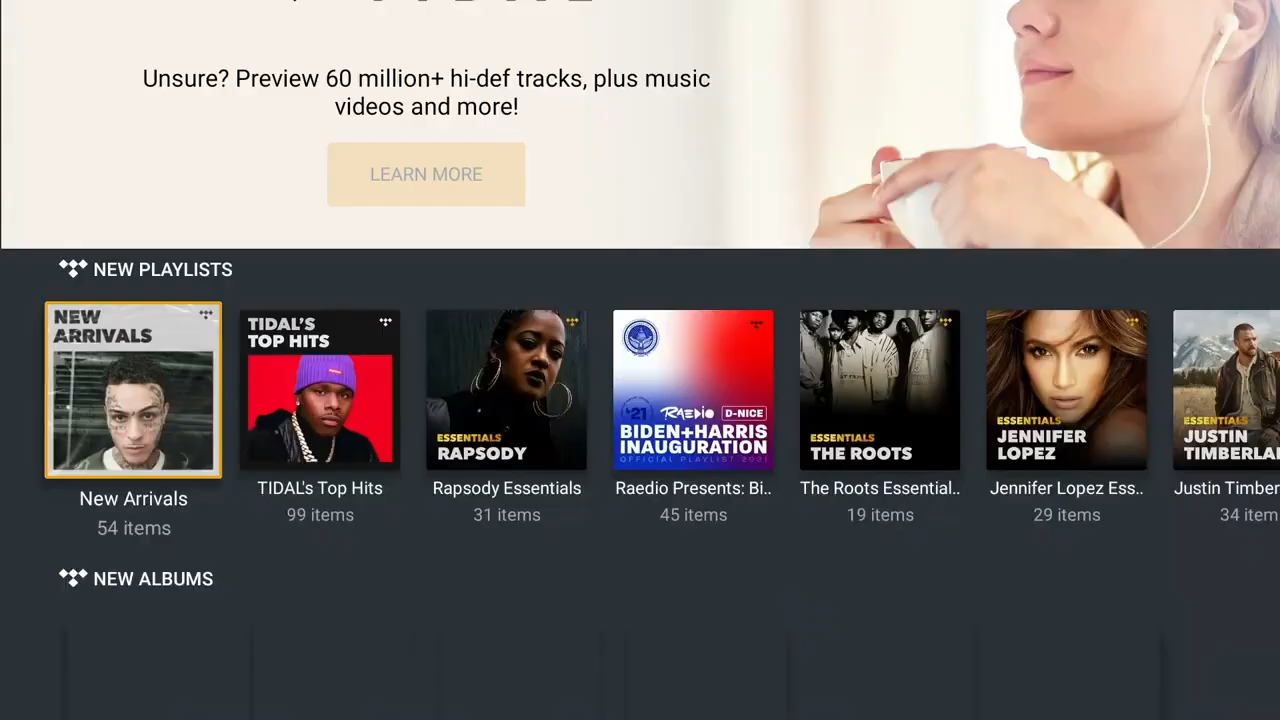 Unsure? Preview 60 million+ hi-def tracks, plus music
videos and more!
LEARN MORE
NEW PLAYLISTS
NEW
ARRIVALS
New Arrivals
54 items
TIDAL'S
TOP HITS
TIDAL's Top Hits
99 items
ESSENTIALS
RAPSODY
Rapsody Essentials
31 items
'21
RAEDIO D-NICE
BIDEN+HARRIS
INAUGURATION
OFFICIAL PLAYLIST 2021
Raedio Presents: Bi..
45 items
ESSENTIALS
THE ROOTS
The Roots Essential..
19 items
ESSENTIALS
JENNIFER
LOPEZ
Jennifer Lopez Ess..
29 items
ESSENTIALS
JUSTIN
TIMBERLA
Justin Timber
34 item
NEW ALBUMS